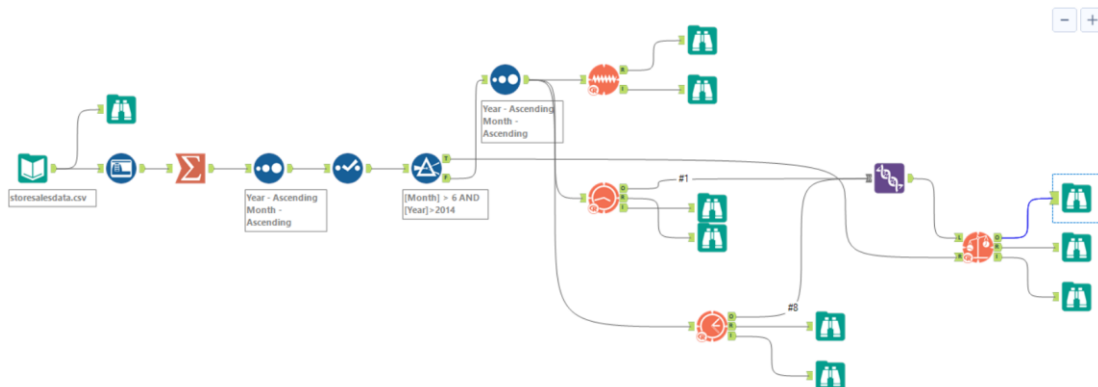 Year - Ascending
Month -
Ascending
R
I
storesalesdata.csv
Year - Ascending
Month -
Ascending
T
F
[Month] > 6 AND
[Year]>2014
#1
O
R
I
#8
O
R
I
L
R
O
R
I